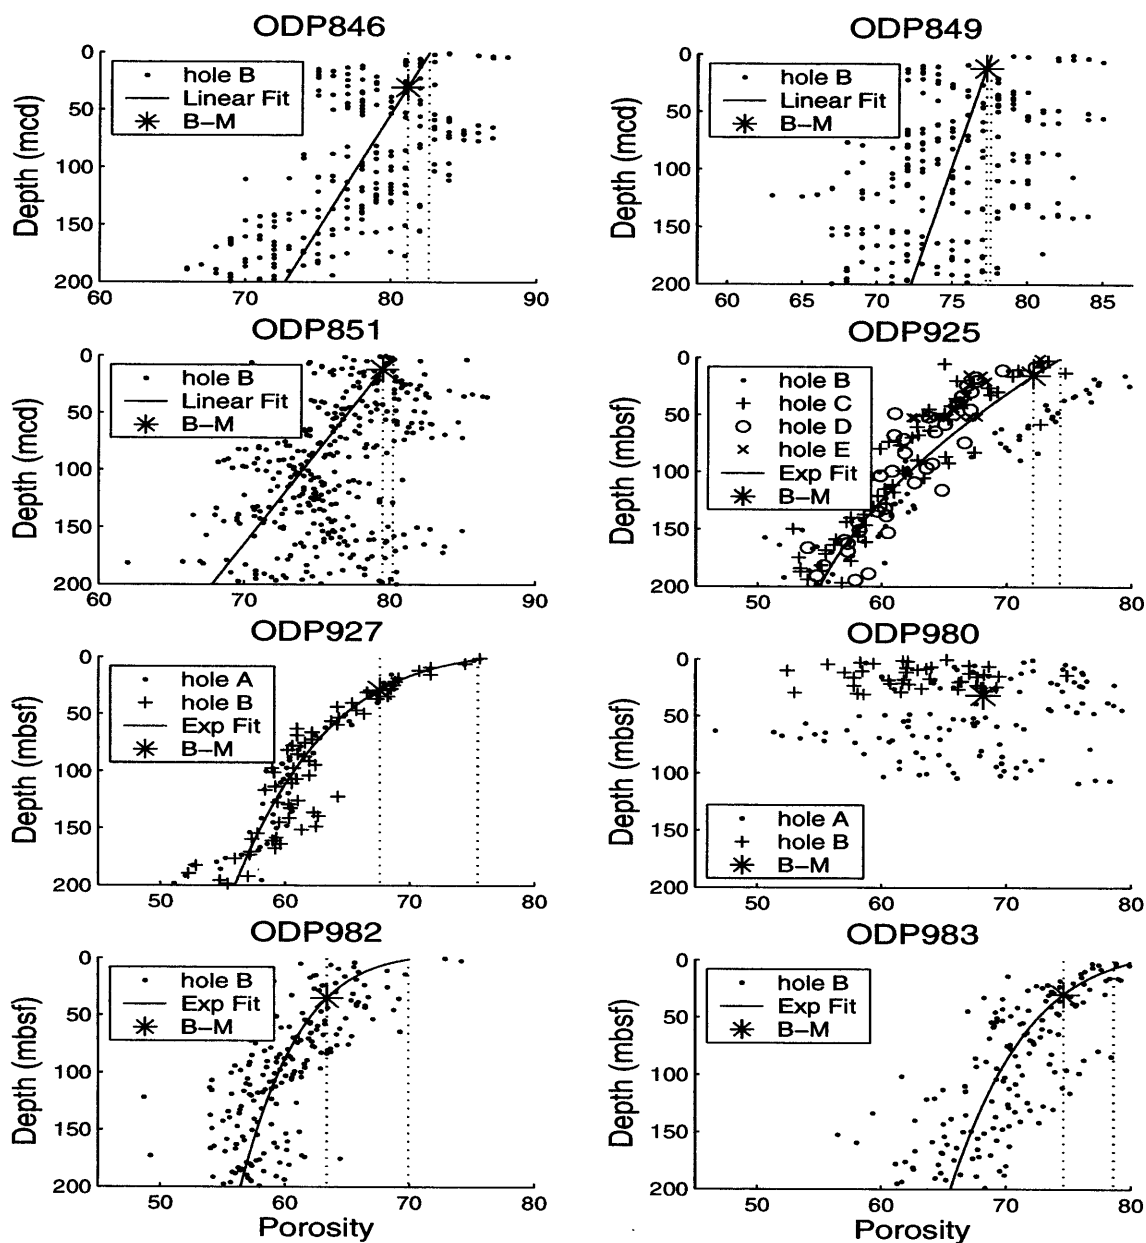 ODP846
Depth (mcd)
0
50
100
150
200
hole B
Linear Fit
B-M
60
70
80
90
ODP849
Depth (mcd)
0
50
100
150
200
hole B
Linear Fit
B-M
60
65
70
75
80
85
ODP851
Depth (mcd)
0
50
100
150
200
hole B
Linear Fit
B-M
60
70
80
90
ODP925
Depth (mbsf)
0
50
100
150
200
hole B
hole C
hole D
hole E
Exp Fit
B-M
50
60
70
80
ODP927
Depth (mbsf)
0
50
100
150
200
hole A
hole B
Exp Fit
B-M
50
60
70
80
ODP980
Depth (mbsf)
0
50
100
150
200
hole A
hole B
B-M
50
60
70
80
ODP982
Depth (mbsf)
0
50
100
150
200
hole B
Exp Fit
B-M
50
60
70
80
Porosity
ODP983
Depth (mbsf)
0
50
100
150
200
hole B
Exp Fit
B-M
50
60
70
80
Porosity